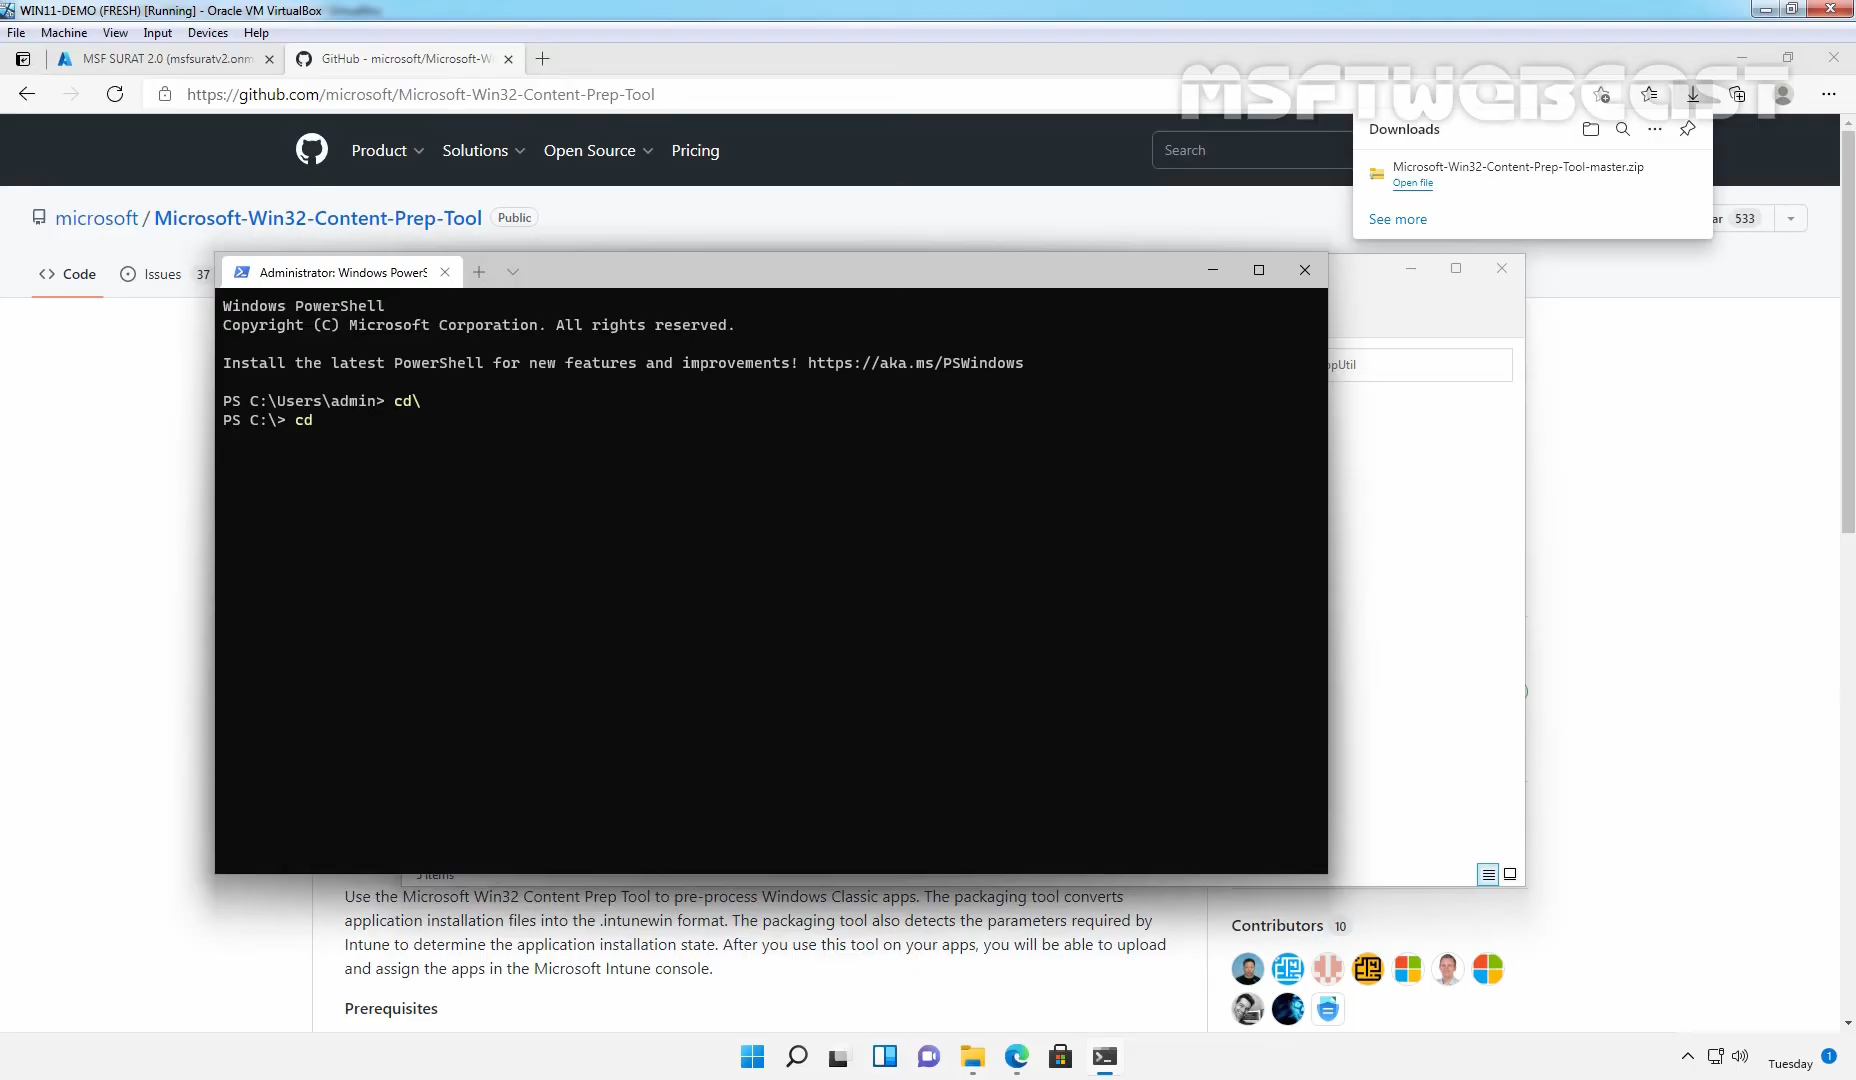 WIN11-DEMO (FRESH) [Running] - Oracle VM VirtualBox
File Machine View Input Devices Help
MSF SURAT 2.0 (msfsuratv2.onm
GitHub - microsoft/Microsoft-W
https://github.com/microsoft/Microsoft-Win32-Content-Prep-Tool
MSFTWEBCAST
Downloads
Product Solutions Open Source Pricing
Search
Microsoft-Win32-Content-Prep-Tool-master.zip
Open file
See more
microsoft / Microsoft-Win32-Content-Prep-Tool Public
ar 533
Code Issues 37
Administrator: Windows PowerS
Windows PowerShell
Copyright (C) Microsoft Corporation. All rights reserved.
Install the latest PowerShell for new features and improvements! https://aka.ms/PSWindows
pUtil
PS C:\Users\admin> cd\
PS C:\> cd
items
Use the Microsoft Win32 Content Prep Tool to pre-process Windows Classic apps. The packaging tool converts
application installation files into the .intunewin format. The packaging tool also detects the parameters required by
Intune to determine the application installation state. After you use this tool on your apps, you will be able to upload
and assign the apps in the Microsoft Intune console.
Contributors 10
Prerequisites
Tuesday 1